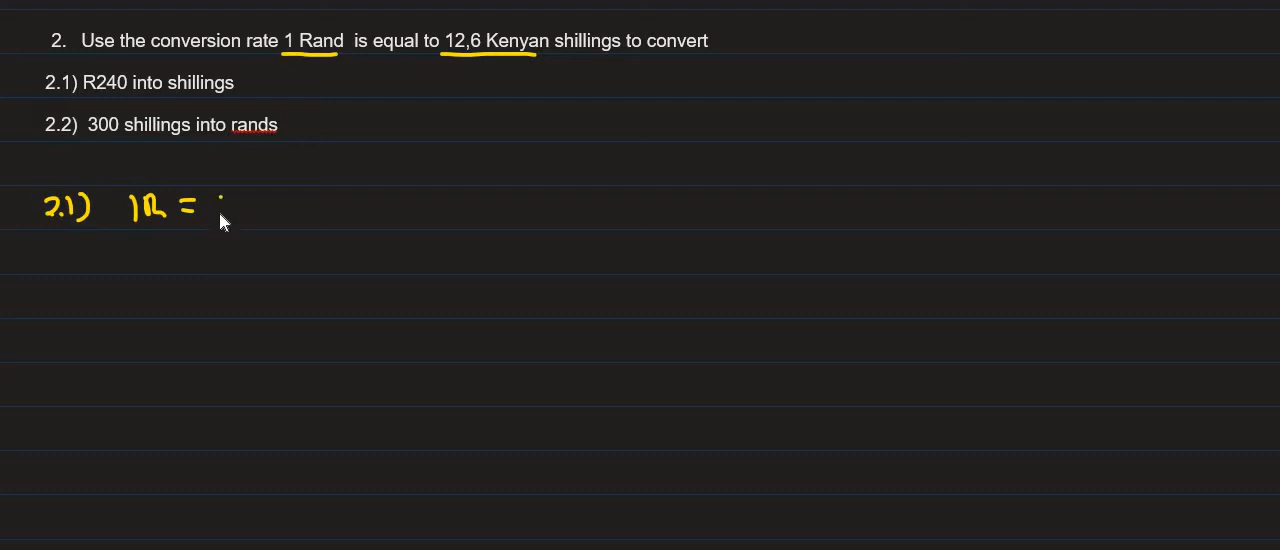 2. Use the conversion rate 1 Rand is equal to 12,6 Kenyan shillings to convert
2.1) R240 into shillings
2.2) 300 shillings into rands
2.1) 1R =